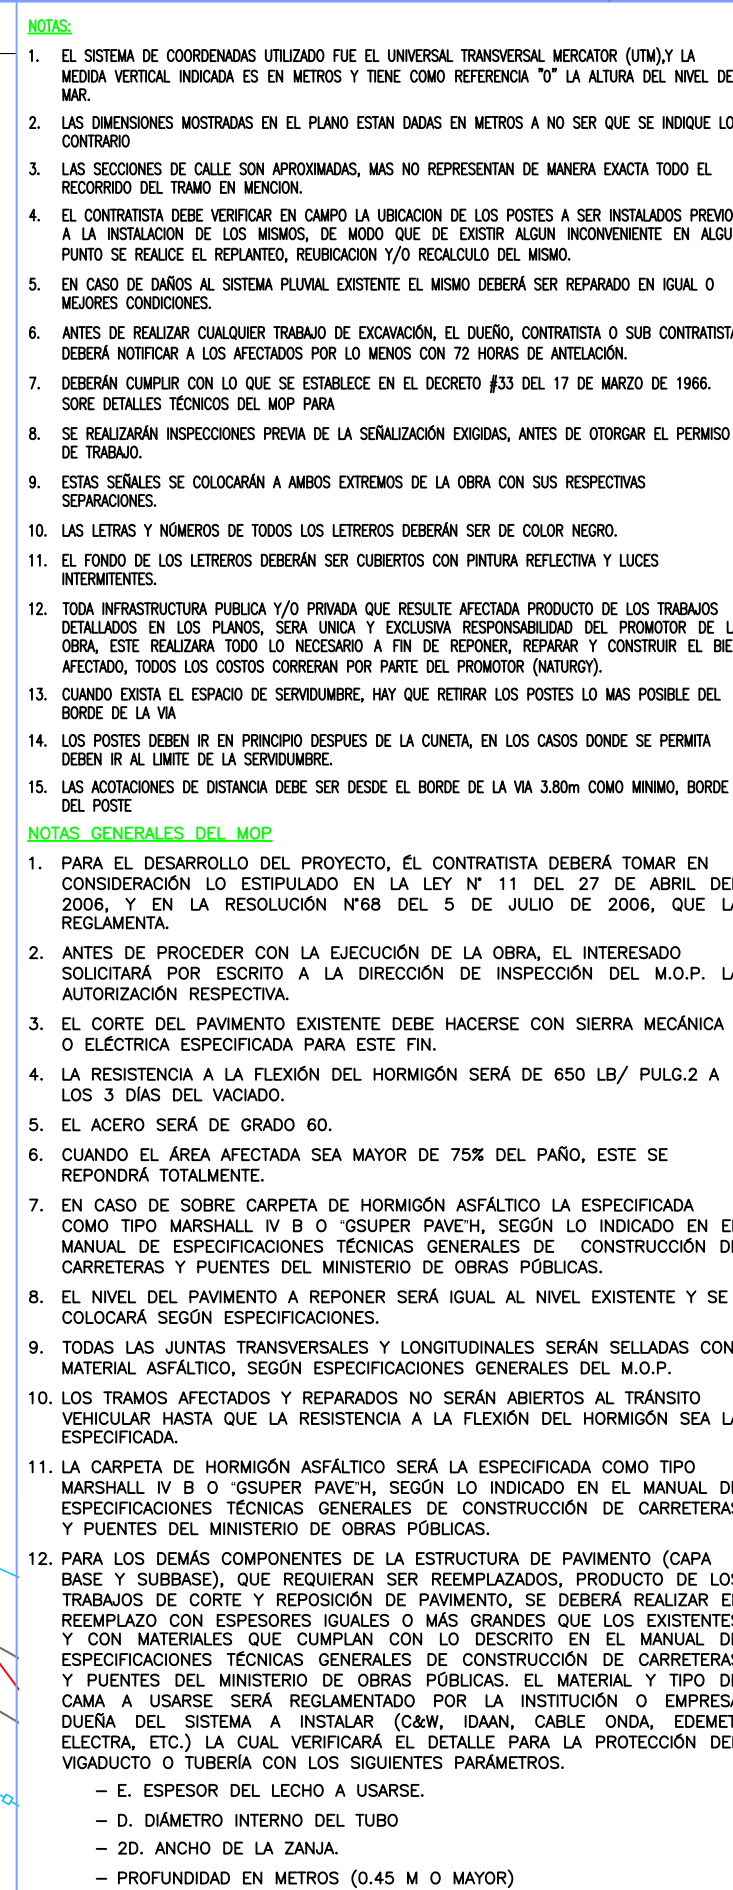 NOTAS:
1. EL SISTEMA DE COORDENADAS UTILIZADO FUE EL UNIVERSAL TRANSVERSAL MERCATOR (UTM),Y LA
MEDIDA VERTICAL INDICADA ES EN METROS Y TIENE COMO REFERENCIA "0" LA ALTURA DEL NIVEL DE
MAR.
2. LAS DIMENSIONES MOSTRADAS EN EL PLANO ESTAN DADAS EN METROS A NO SER QUE SE INDIQUE LO
CONTRARIO
3. LAS SECCIONES DE CALLE SON APROXIMADAS, MAS NO REPRESENTAN DE MANERA EXACTA TODO EL
RECORRIDO DEL TRAMO EN MENCION.
4. EL CONTRATISTA DEBE VERIFICAR EN CAMPO LA UBICACION DE LOS POSTES A SER INSTALADOS PREVIO
A LA INSTALACION DE LOS MISMOS, DE MODO QUE DE EXISTIR ALGUN INCONVENIENTE EN ALGU
PUNTO SE REALICE EL REPLANTEO, REUBICACION Y/O RECALCULO DEL MISMO.
5. EN CASO DE DAÑOS AL SISTEMA PLUVIAL EXISTENTE EL MISMO DEBERÁ SER REPARADO EN IGUAL O
MEJORES CONDICIONES.
6. ANTES DE REALIZAR CUALQUIER TRABAJO DE EXCAVACIÓN, EL DUEÑO, CONTRATISTA O SUB CONTRATISTA
DEBERÁ NOTIFICAR A LOS AFECTADOS POR LO MENOS CON 72 HORAS DE ANTELACIÓN.
7. DEBERÁN CUMPLIR CON LO QUE SE ESTABLECE EN EL DECRETO #33 DEL 17 DE MARZO DE 1966.
SORE DETALLES TÉCNICOS DEL MOP PARA
8. SE REALIZARÁN INSPECCIONES PREVIA DE LA SEÑALIZACIÓN EXIGIDAS, ANTES DE OTORGAR EL PERMISO
DE TRABAJO.
9. ESTAS SEÑALES SE COLOCARÁN A AMBOS EXTREMOS DE LA OBRA CON SUS RESPECTIVAS
SEPARACIONES.
10. LAS LETRAS Y NÚMEROS DE TODOS LOS LETREROS DEBERÁN SER DE COLOR NEGRO.
11. EL FONDO DE LOS LETREROS DEBERÁN SER CUBIERTOS CON PINTURA REFLECTIVA Y LUCES
INTERMITENTES.
12. TODA INFRASTRUCTURA PUBLICA Y/O PRIVADA QUE RESULTE AFECTADA PRODUCTO DE LOS TRABAJOS
DETALLADOS EN LOS PLANOS, SERA UNICA Y EXCLUSIVA RESPONSABILIDAD DEL PROMOTOR DE L
OBRA, ESTE REALIZARA TODO LO NECESARIO A FIN DE REPONER, REPARAR Y CONSTRUIR EL BIE
AFECTADO, TODOS LOS COSTOS CORRERAN POR PARTE DEL PROMOTOR (NATURGY).
13. CUANDO EXISTA EL ESPACIO DE SERVIDUMBRE, HAY QUE RETIRAR LOS POSTES LO MAS POSIBLE DEL
BORDE DE LA VIA
14. LOS POSTES DEBEN IR EN PRINCIPIO DESPUES DE LA CUNETA, EN LOS CASOS DONDE SE PERMITA
DEBEN IR AL LIMITE DE LA SERVIDUMBRE.
15. LAS ACOTACIONES DE DISTANCIA DEBE SER DESDE EL BORDE DE LA VIA 3.80m COMO MINIMO, BORDE
DEL POSTE
NOTAS GENERALES DEL MOP
1. PARA EL DESARROLLO DEL PROYECTO, ÉL CONTRATISTA DEBERÁ TOMAR EN
CONSIDERACIÓN LO ESTIPULADO EN LA LEY N° 11 DEL 27 DE ABRIL DEL
2006, Y EN LA RESOLUCIÓN N°68 DEL 5 DE JULIO DE 2006, QUE LA
REGLAMENTA.
2. ANTES DE PROCEDER CON LA EJECUCIÓN DE LA OBRA, EL INTERESADO
SOLICITARÁ POR ESCRITO A LA DIRECCIÓN DE INSPECCIÓN DEL M.O.P. LA
AUTORIZACIÓN RESPECTIVA.
3. EL CORTE DEL PAVIMENTO EXISTENTE DEBE HACERSE CON SIERRA MECÁNICA
O ELÉCTRICA ESPECIFICADA PARA ESTE FIN.
4. LA RESISTENCIA A LA FLEXIÓN DEL HORMIGÓN SERÁ DE 650 LB/ PULG.2 A
LOS 3 DÍAS DEL VACIADO.
5. EL ACERO SERÁ DE GRADO 60.
6. CUANDO EL ÁREA AFECTADA SEA MAYOR DE 75% DEL PAÑO, ESTE SE
REPONDRÁ TOTALMENTE.
7. EN CASO DE SOBRE CARPETA DE HORMIGÓN ASFÁLTICO LA ESPECIFICADA
COMO TIPO MARSHALL IV B O “GSUPER PAVE”H, SEGÚN LO INDICADO EN EL
MANUAL DE ESPECIFICACIONES TÉCNICAS GENERALES DE CONSTRUCCIÓN DE
CARRETERAS Y PUENTES DEL MINISTERIO DE OBRAS PÚBLICAS.
8. EL NIVEL DEL PAVIMENTO A REPONER SERÁ IGUAL AL NIVEL EXISTENTE Y SE
COLOCARÁ SEGÚN ESPECIFICACIONES.
9. TODAS LAS JUNTAS TRANSVERSALES Y LONGITUDINALES SERÁN SELLADAS CON
MATERIAL ASFÁLTICO, SEGÚN ESPECIFICACIONES GENERALES DEL M.O.P.
10. LOS TRAMOS AFECTADOS Y REPARADOS NO SERÁN ABIERTOS AL TRÁNSITO
VEHICULAR HASTA QUE LA RESISTENCIA A LA FLEXIÓN DEL HORMIGÓN SEA LA
ESPECIFICADA.
11. LA CARPETA DE HORMIGÓN ASFÁLTICO SERÁ LA ESPECIFICADA COMO TIPO
MARSHALL IV B O “GSUPER PAVE”H, SEGÚN LO INDICADO EN EL MANUAL DE
ESPECIFICACIONES TÉCNICAS GENERALES DE CONSTRUCCIÓN DE CARRETERAS
Y PUENTES DEL MINISTERIO DE OBRAS PÚBLICAS.
12. PARA LOS DEMÁS COMPONENTES DE LA ESTRUCTURA DE PAVIMENTO (CAPA
BASE Y SUBBASE), QUE REQUIERAN SER REEMPLAZADOS, PRODUCTO DE LOS
TRABAJOS DE CORTE Y REPOSICIÓN DE PAVIMENTO, SE DEBERÁ REALIZAR EL
REEMPLAZO CON ESPESORES IGUALES O MÁS GRANDES QUE LOS EXISTENTES
Y CON MATERIALES QUE CUMPLAN CON LO DESCRITO EN EL MANUAL DE
ESPECIFICACIONES TÉCNICAS GENERALES DE CONSTRUCCIÓN DE CARRETERAS
Y PUENTES DEL MINISTERIO DE OBRAS PÚBLICAS. EL MATERIAL Y TIPO DE
CAMA A USARSE SERÁ REGLAMENTADO POR LA INSTITUCIÓN O EMPRESA
DUEÑA DEL SISTEMA A INSTALAR (C&W, IDAAN, CABLE ONDA, EDEMET
ELECTRA, ETC.) LA CUAL VERIFICARÁ EL DETALLE PARA LA PROTECCIÓN DEL
VIGADUCTO O TUBERÍA CON LOS SIGUIENTES PARÁMETROS.
– E. ESPESOR DEL LECHO A USARSE.
– D. DIÁMETRO INTERNO DEL TUBO
– 2D. ANCHO DE LA ZANJA.
– PROFUNDIDAD EN METROS (0.45 M O MAYOR)